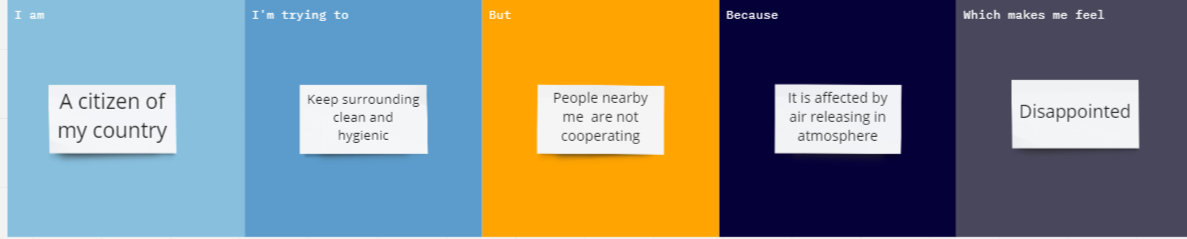 I am
A citizen of
my country
I'm trying to
Keep surrounding
clean and
hygienic
But
People nearby
me are not
cooperating
Because
It is affected by
air releasing in
atmosphere
Which makes me feel
Disappointed